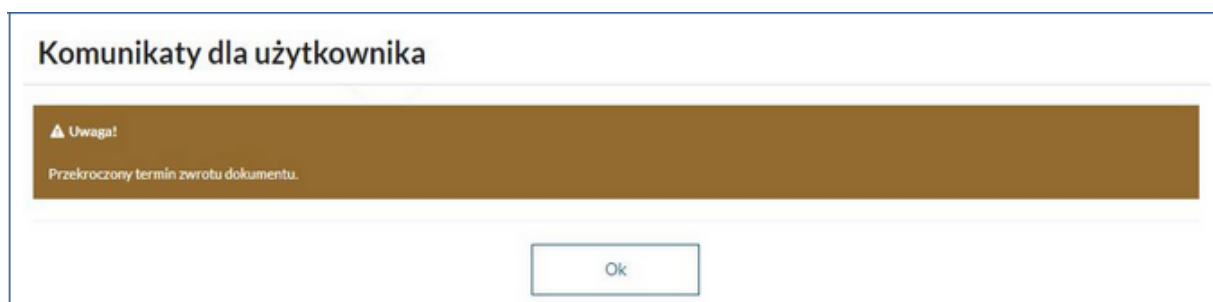 Komunikaty dla użytkownika
Uwaga!
Przekroczony termin zwrotu dokumentu.
Ok